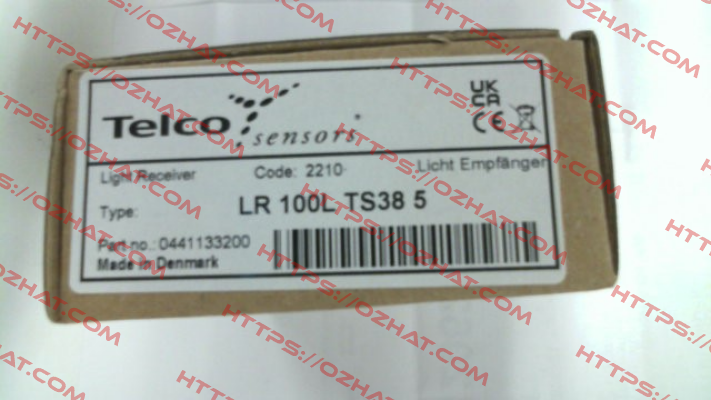 Telco
sensors
UK
CA
CE
Light Receiver Code: 2210 Licht Empfänger
Type: LR 100L TS38 5
Part no.: 0441133200
Made in Denmark
HTTPS://OZHAT.COM